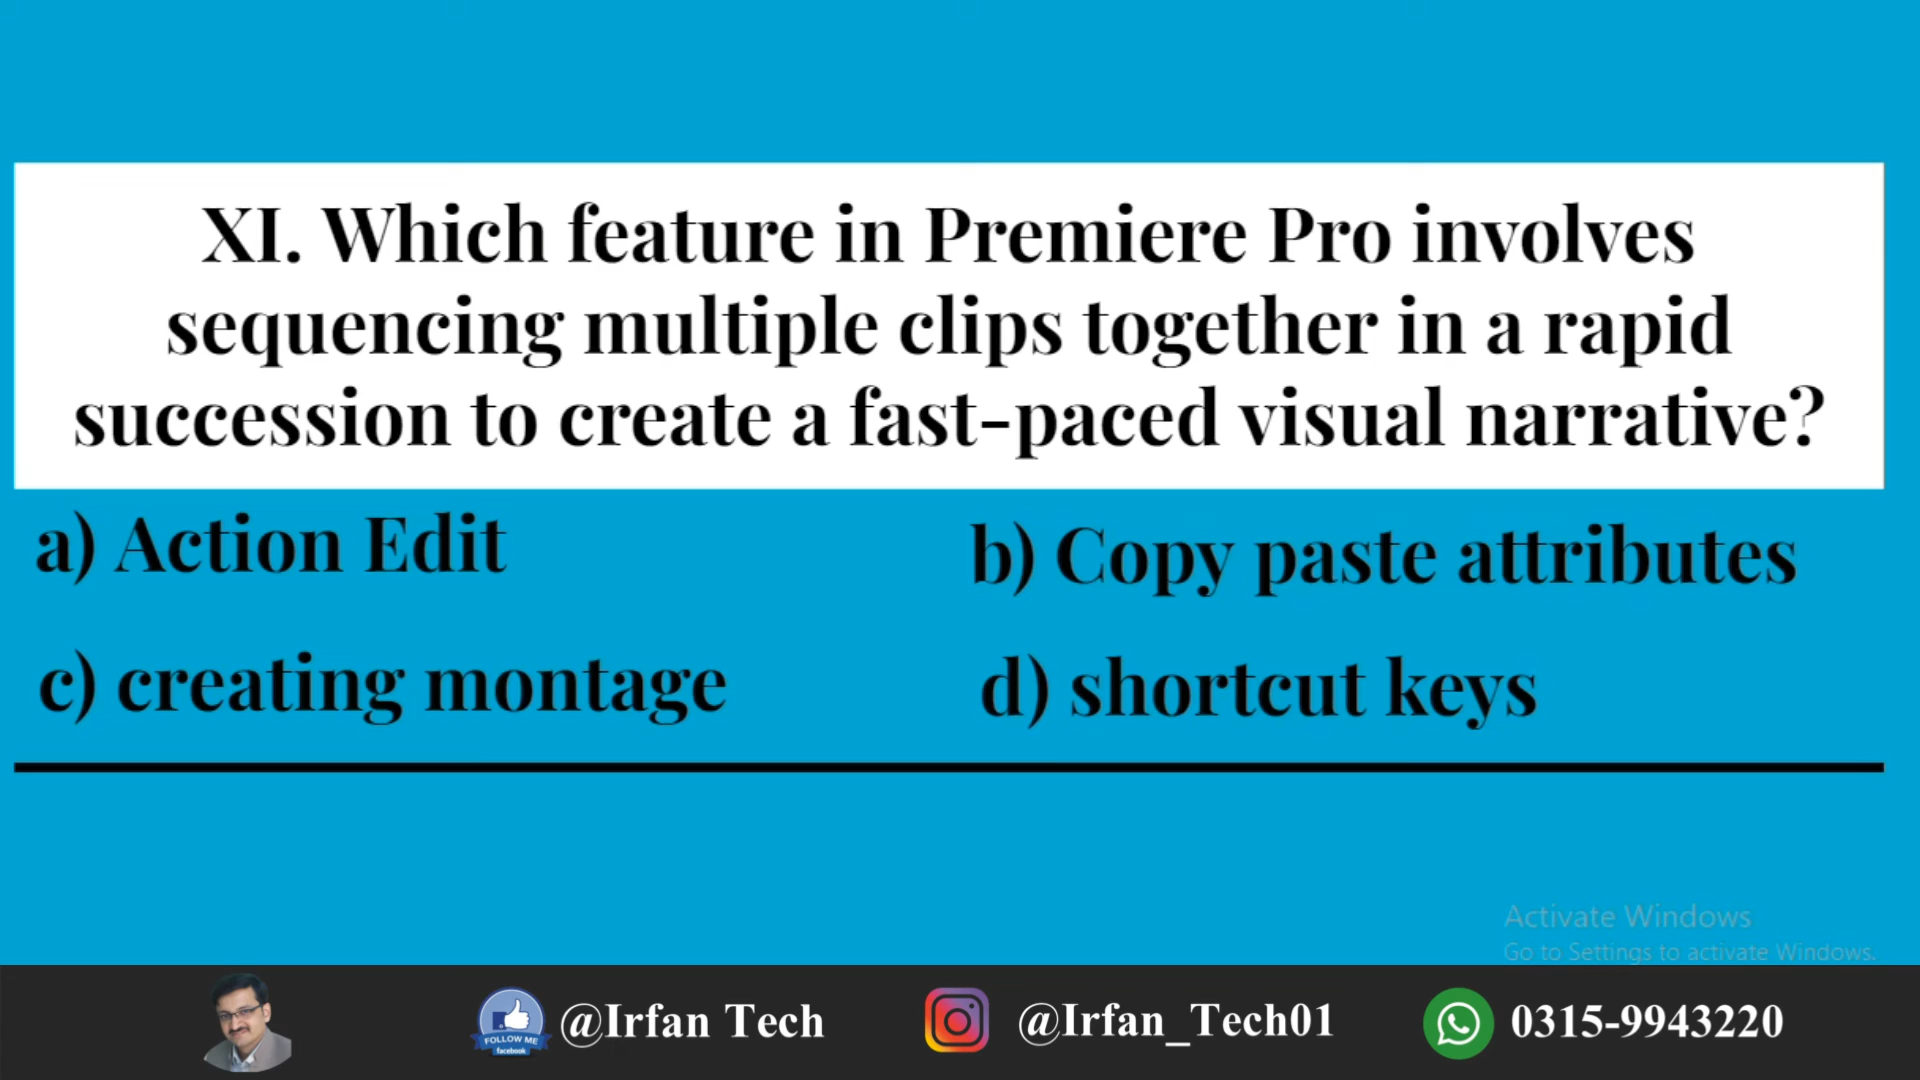 XI. Which feature in Premiere Pro involves
sequencing multiple clips together in a rapid
succession to create a fast-paced visual narrative?
a) Action Edit
b) Copy paste attributes
c) creating montage
d) shortcut keys
Activate Windows
Go to Settings to activate Windows.
FOLLOW ME
facebook
@Irfan Tech
@Irfan_Tech01
0315-9943220